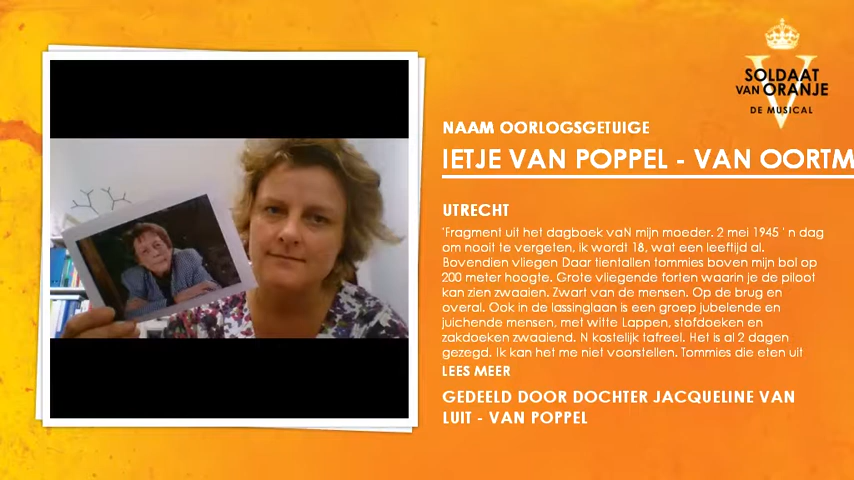 SOLDAAT
VAN ORANJE
DE MUSICAL
NAAM OORLOGSGETUIGE
IETJE VAN POPPEL - VAN OORTM
UTRECHT
'Fragment uit het dagboek vaN mijn moeder. 2 mei 1945 ' n dag
om nooit te vergeten, ik wordt 18, wat een leeftijd al.
Bovendien vliegen Daar tientallen tommies boven mijn bol op
200 meter hoogte. Grote vliegende forten waarin je de piloot
kan zien zwaaien. Zwart van de mensen. Op de brug en
overal. Ook in de lassinglaan is een groep jubelende en
juichende mensen, met witte Lappen, stofdoeken en
zakdoeken zwaaiend. N kostelijk tafreel. Het is al 2 dagen
gezegd. Ik kan het me niet voorstellen. Tommies die eten uit
LEES MEER
GEDEELD DOOR DOCHTER JACQUELINE VAN
LUIT - VAN POPPEL